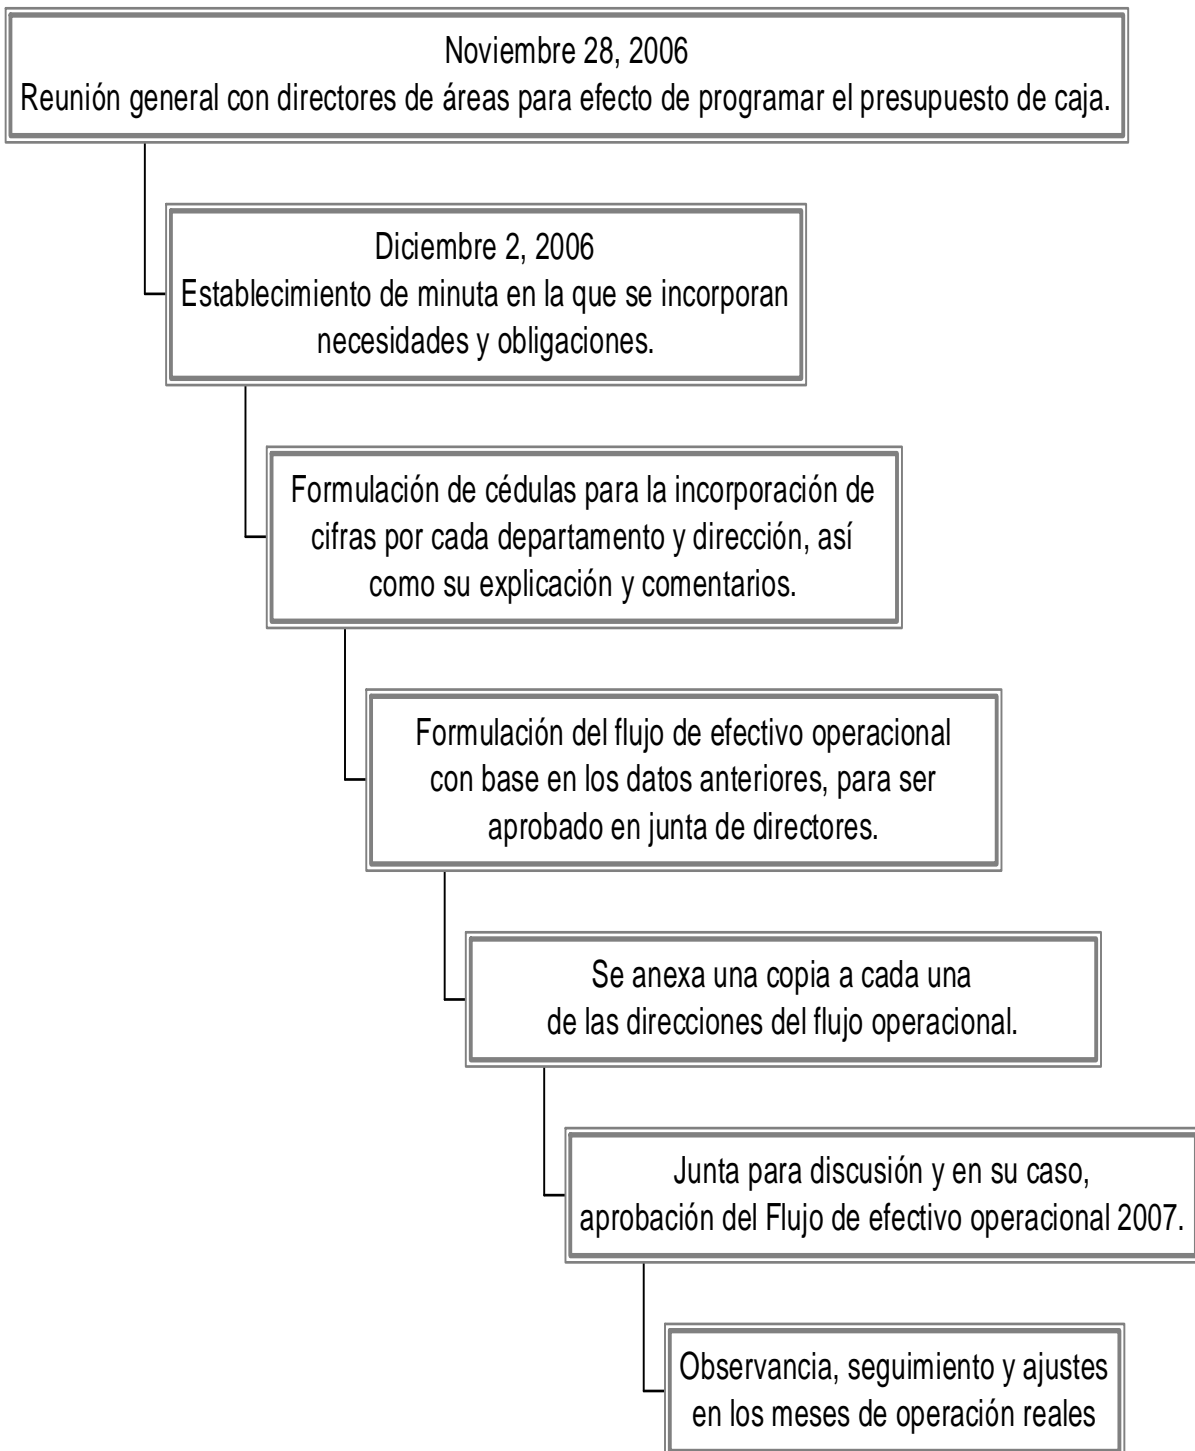 Noviembre 28, 2006
Reunión general con directores de áreas para efecto de programar el presupuesto de caja.
Diciembre 2, 2006
Establecimiento de minuta en la que se incorporan
necesidades y obligaciones.
Formulación de cédulas para la incorporación de
cifras por cada departamento y dirección, así
como su explicación y comentarios.
Formulación del flujo de efectivo operacional
con base en los datos anteriores, para ser
aprobado en junta de directores.
Se anexa una copia a cada una
de las direcciones del flujo operacional.
Junta para discusión y en su caso,
aprobación del Flujo de efectivo operacional 2007.
Observancia, seguimiento y ajustes
en los meses de operación reales